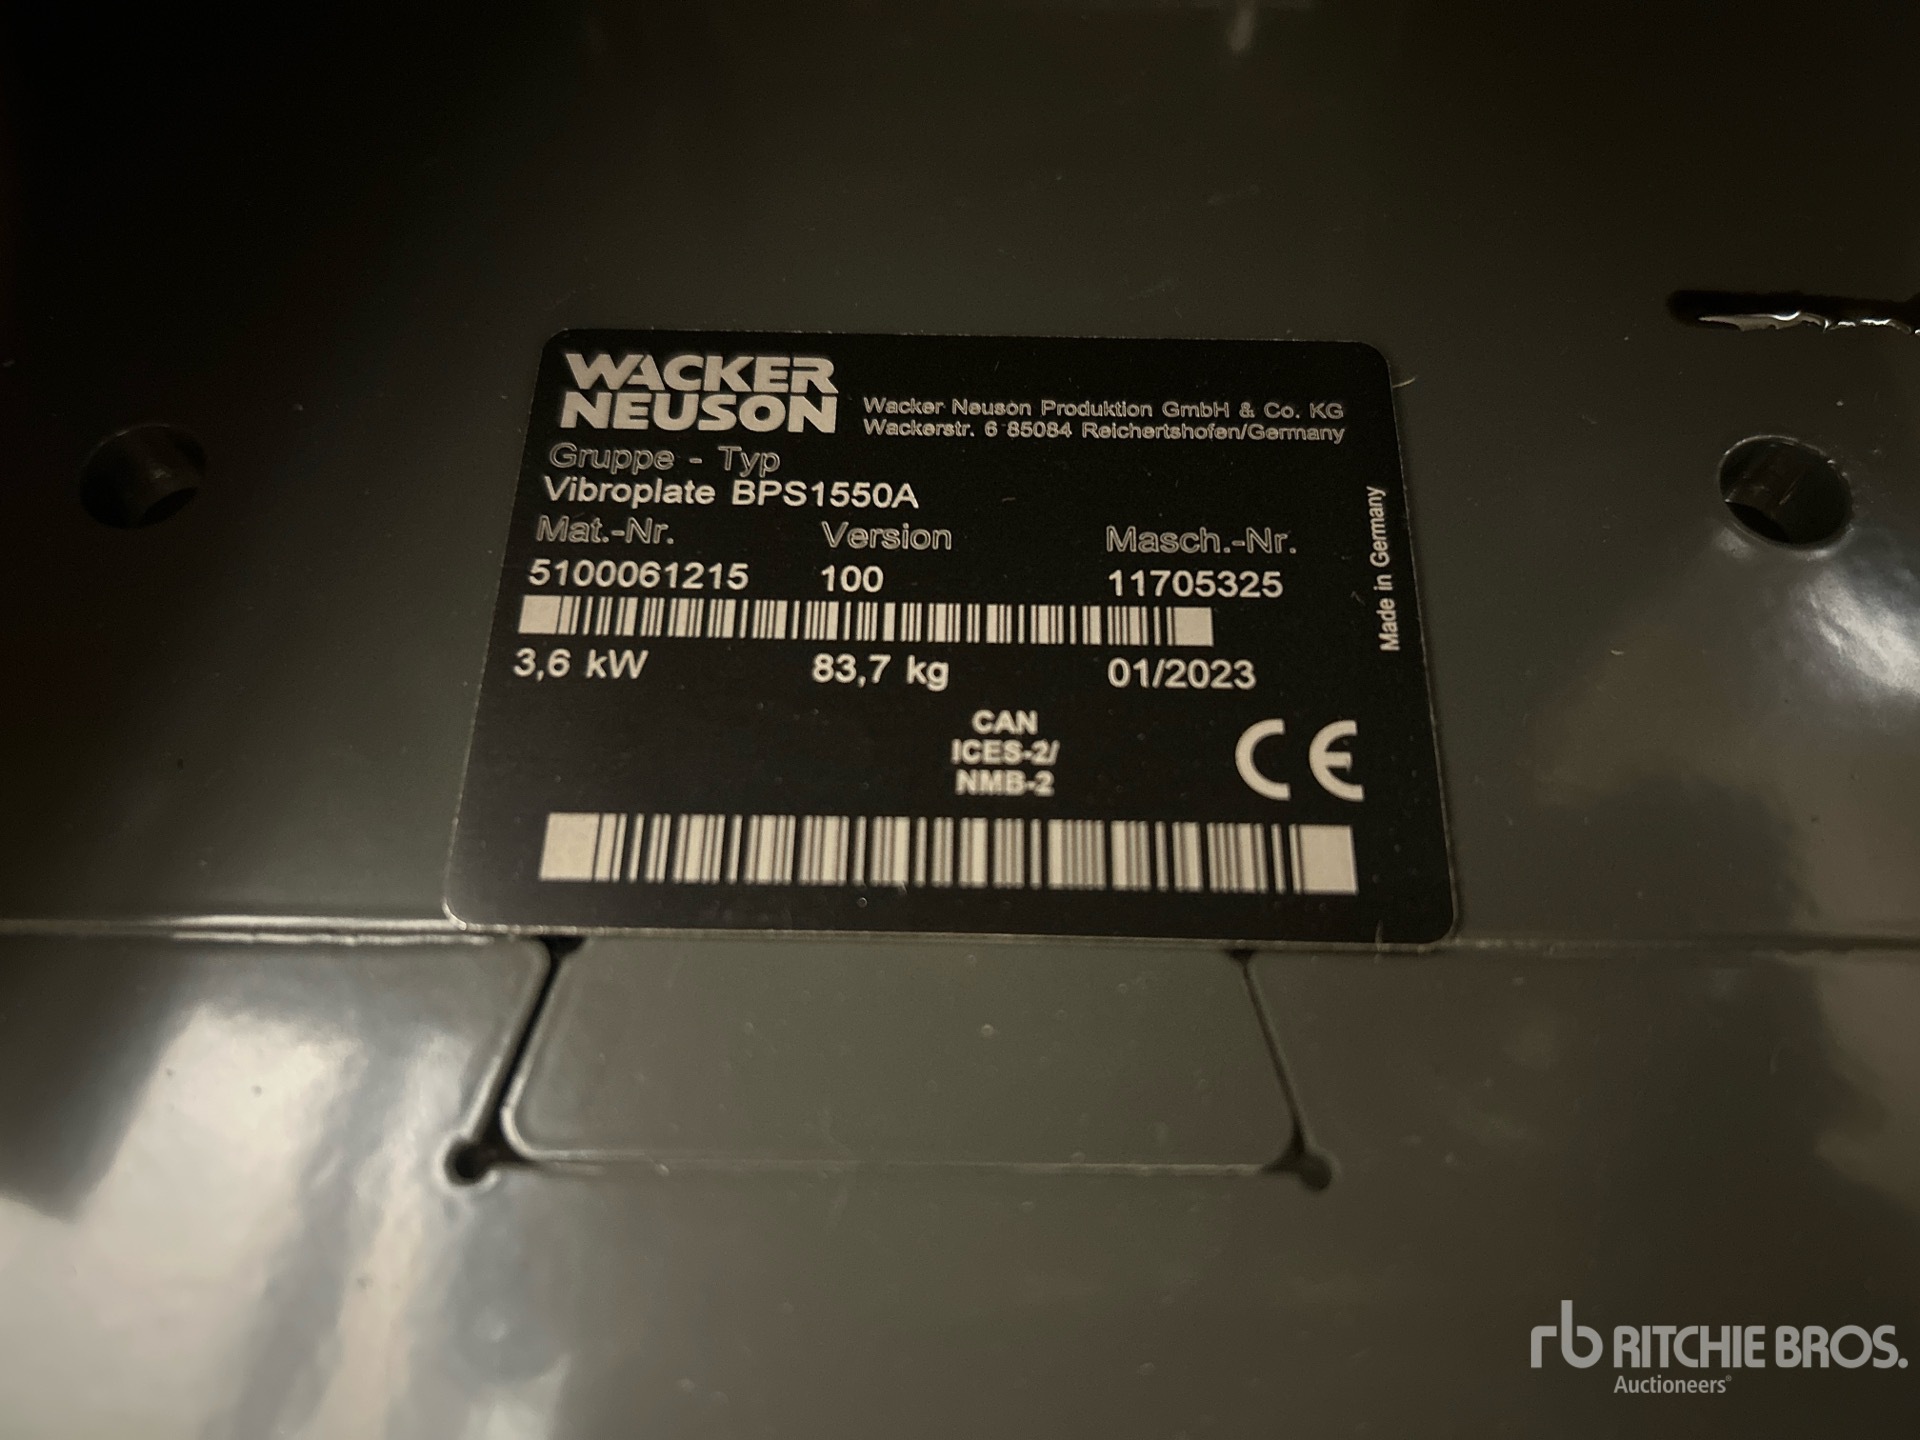 WACKER
NEUSON
Wacker Neuson Produktion GmbH & Co. KG
Wackerstr. 6 85084 Reichertshofen/Germany
Gruppe - Typ
Vibroplate BPS1550A
Mat.-Nr. Version Masch.-Nr.
5100061215 100 11705325
3,6 kW 83,7 kg 01/2023
Made in Germany
CAN
ICES-2/
NMB-2
CE
rb RITCHIE BROS.
Auctioneers®